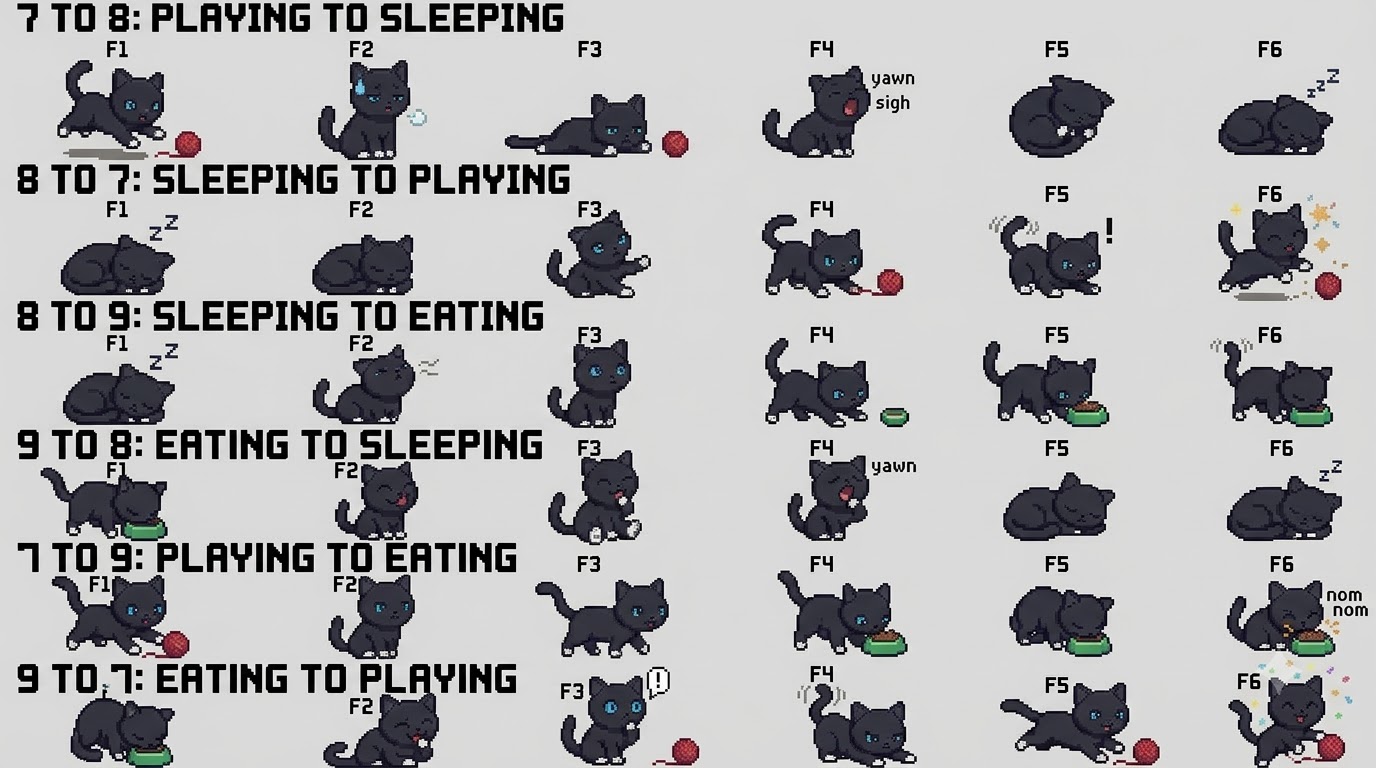 7 TO 8: PLAYING TO SLEEPING
F1 F2 F3 F4 F5 F6
yawn
sigh
z z Z
8 TO 7: SLEEPING TO PLAYING
F1 F2 F3 F4 F5 F6
z Z
!
8 TO 9: SLEEPING TO EATING
F1 F2 F3 F4 F5 F6
z Z
9 TO 8: EATING TO SLEEPING
F1 F2 F3 F4 F5 F6
yawn
z Z
7 TO 9: PLAYING TO EATING
F1 F2 F3 F4 F5 F6
nom
nom
9 TO 7: EATING TO PLAYING
F2 F3 F4 F5 F6
!